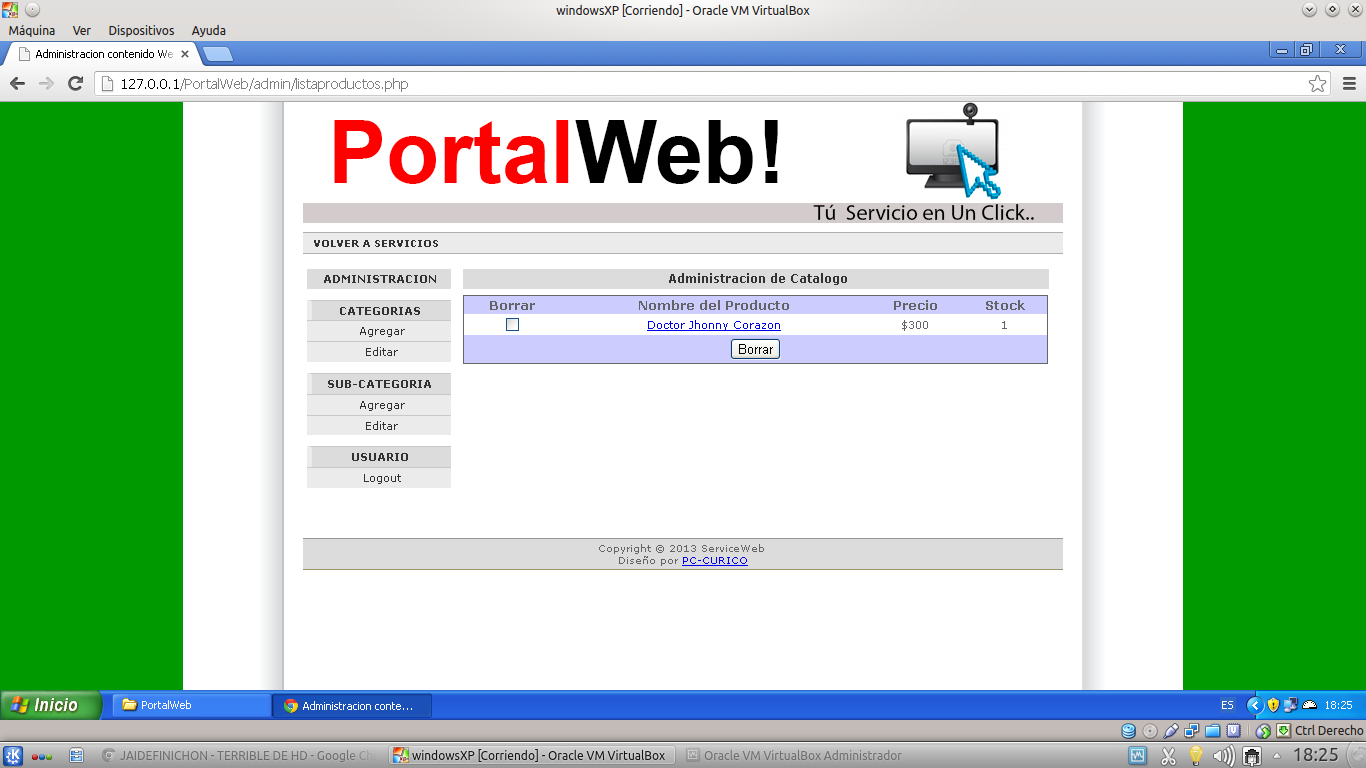 windowsXP [Corriendo] - Oracle VM VirtualBox
Máquina Ver Dispositivos Ayuda
Administracion contenido We
127.0.0.1/PortalWeb/admin/listaproductos.php
PortalWeb!
Tú Servicio en Un Click..
VOLVER A SERVICIOS
ADMINISTRACION
CATEGORIAS
Agregar
Editar
SUB-CATEGORIA
Agregar
Editar
USUARIO
Logout
Administracion de Catalogo
Borrar Nombre del Producto Precio Stock
Doctor Jhonny Corazon $300 1
Borrar
Copyright © 2013 ServiceWeb
Diseño por PC-CURICO
Inicio PortalWeb Administracion conte... ES 18:25
Ctrl Derecho
JAIDEFINICHON - TERRIBLE DE HD - Google Ch windowsXP [Corriendo] - Oracle VM VirtualBox Oracle VM VirtualBox Administrador 18:25